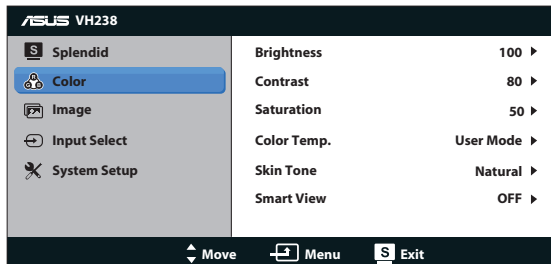 ASUS VH238
S Splendid
Color
Image
Input Select
System Setup
Brightness 100
Contrast 80
Saturation 50
Color Temp. User Mode
Skin Tone Natural
Smart View OFF
Move Menu S Exit